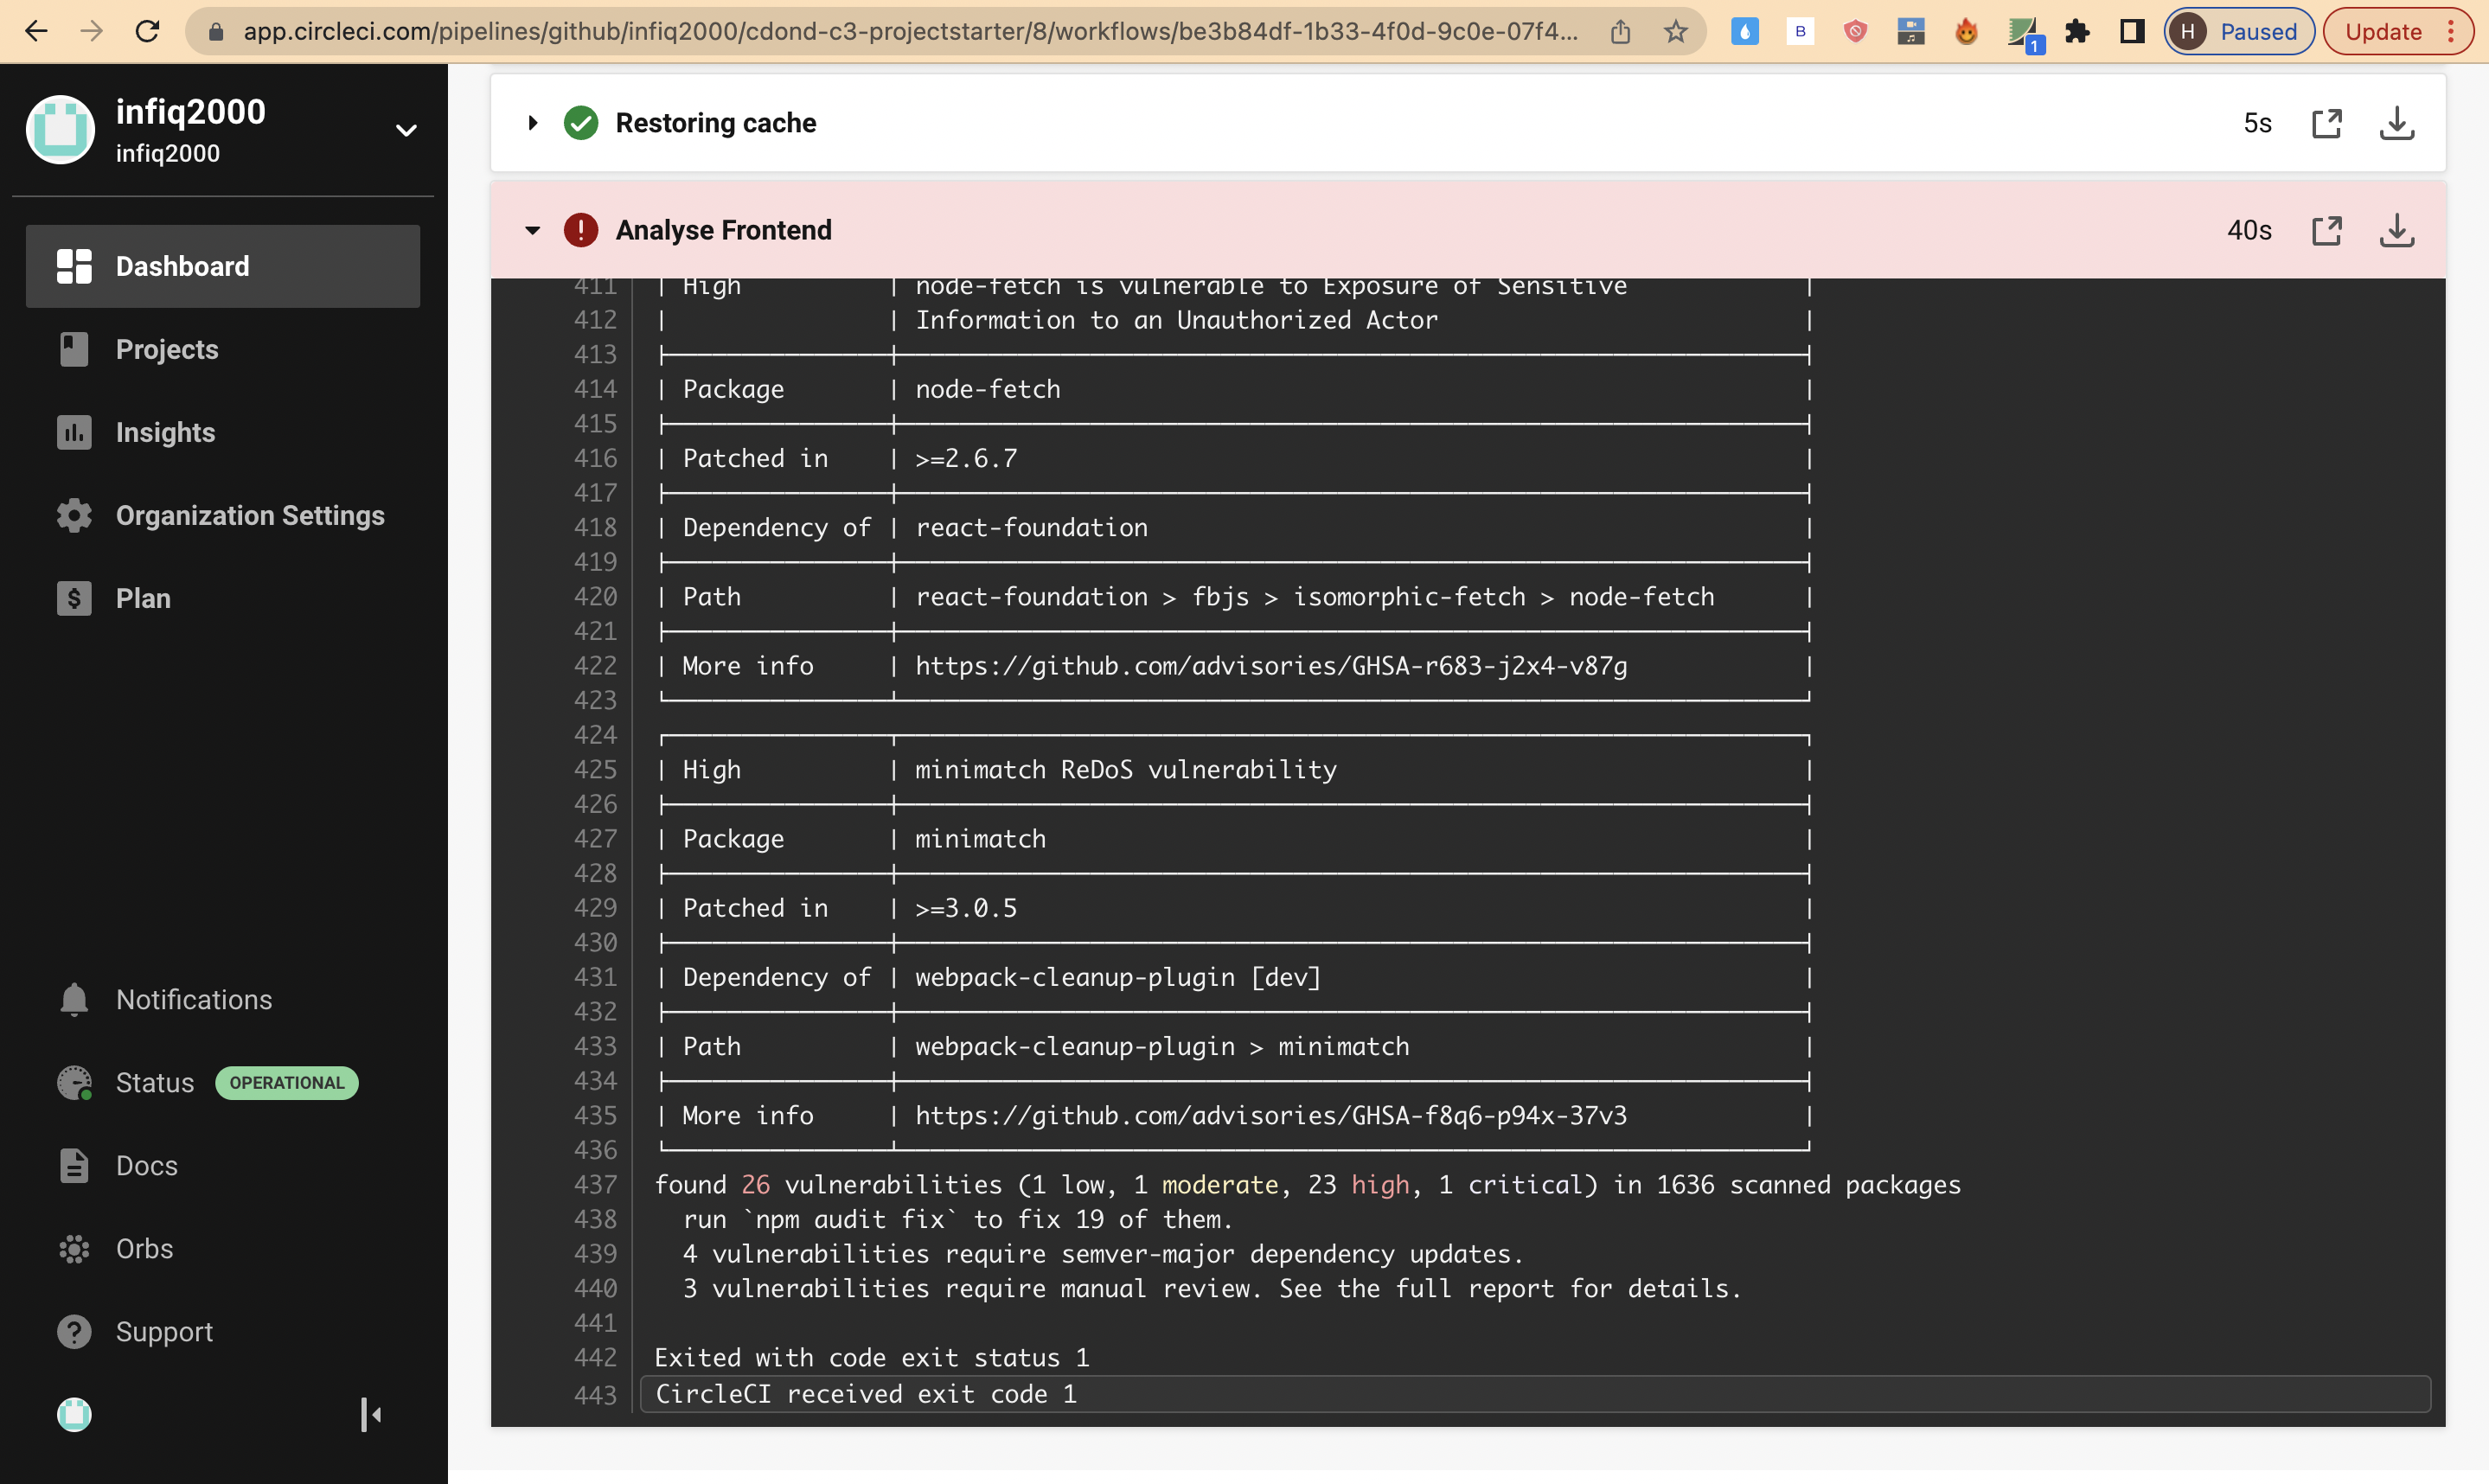 app.circleci.com/pipelines/github/infiq2000/cdond-c3-projectstarter/8/workflows/be3b84df-1b33-4f0d-9c0e-07f4...
B
1
H
Paused
Update
infiq2000
infiq2000
Dashboard
Projects
Insights
Organization Settings
$ Plan
Notifications
Status OPERATIONAL
Docs
Orbs
? Support
Restoring cache 5s
! Analyse Frontend 40s
411 | High | node-fetch is vulnerable to Exposure of Sensitive |
412 | | Information to an Unauthorized Actor |
413
414 | Package | node-fetch |
415
416 | Patched in | >=2.6.7 |
417
418 | Dependency of | react-foundation |
419
420 | Path | react-foundation > fbjs > isomorphic-fetch > node-fetch |
421
422 | More info | https://github.com/advisories/GHSA-r683-j2x4-v87g |
423
424
425 | High | minimatch ReDoS vulnerability |
426
427 | Package | minimatch |
428
429 | Patched in | >=3.0.5 |
430
431 | Dependency of | webpack-cleanup-plugin [dev] |
432
433 | Path | webpack-cleanup-plugin > minimatch |
434
435 | More info | https://github.com/advisories/GHSA-f8q6-p94x-37v3 |
436
437 found 26 vulnerabilities (1 low, 1 moderate, 23 high, 1 critical) in 1636 scanned packages
438 run `npm audit fix` to fix 19 of them.
439 4 vulnerabilities require semver-major dependency updates.
440 3 vulnerabilities require manual review. See the full report for details.
441
442 Exited with code exit status 1
443 CircleCI received exit code 1